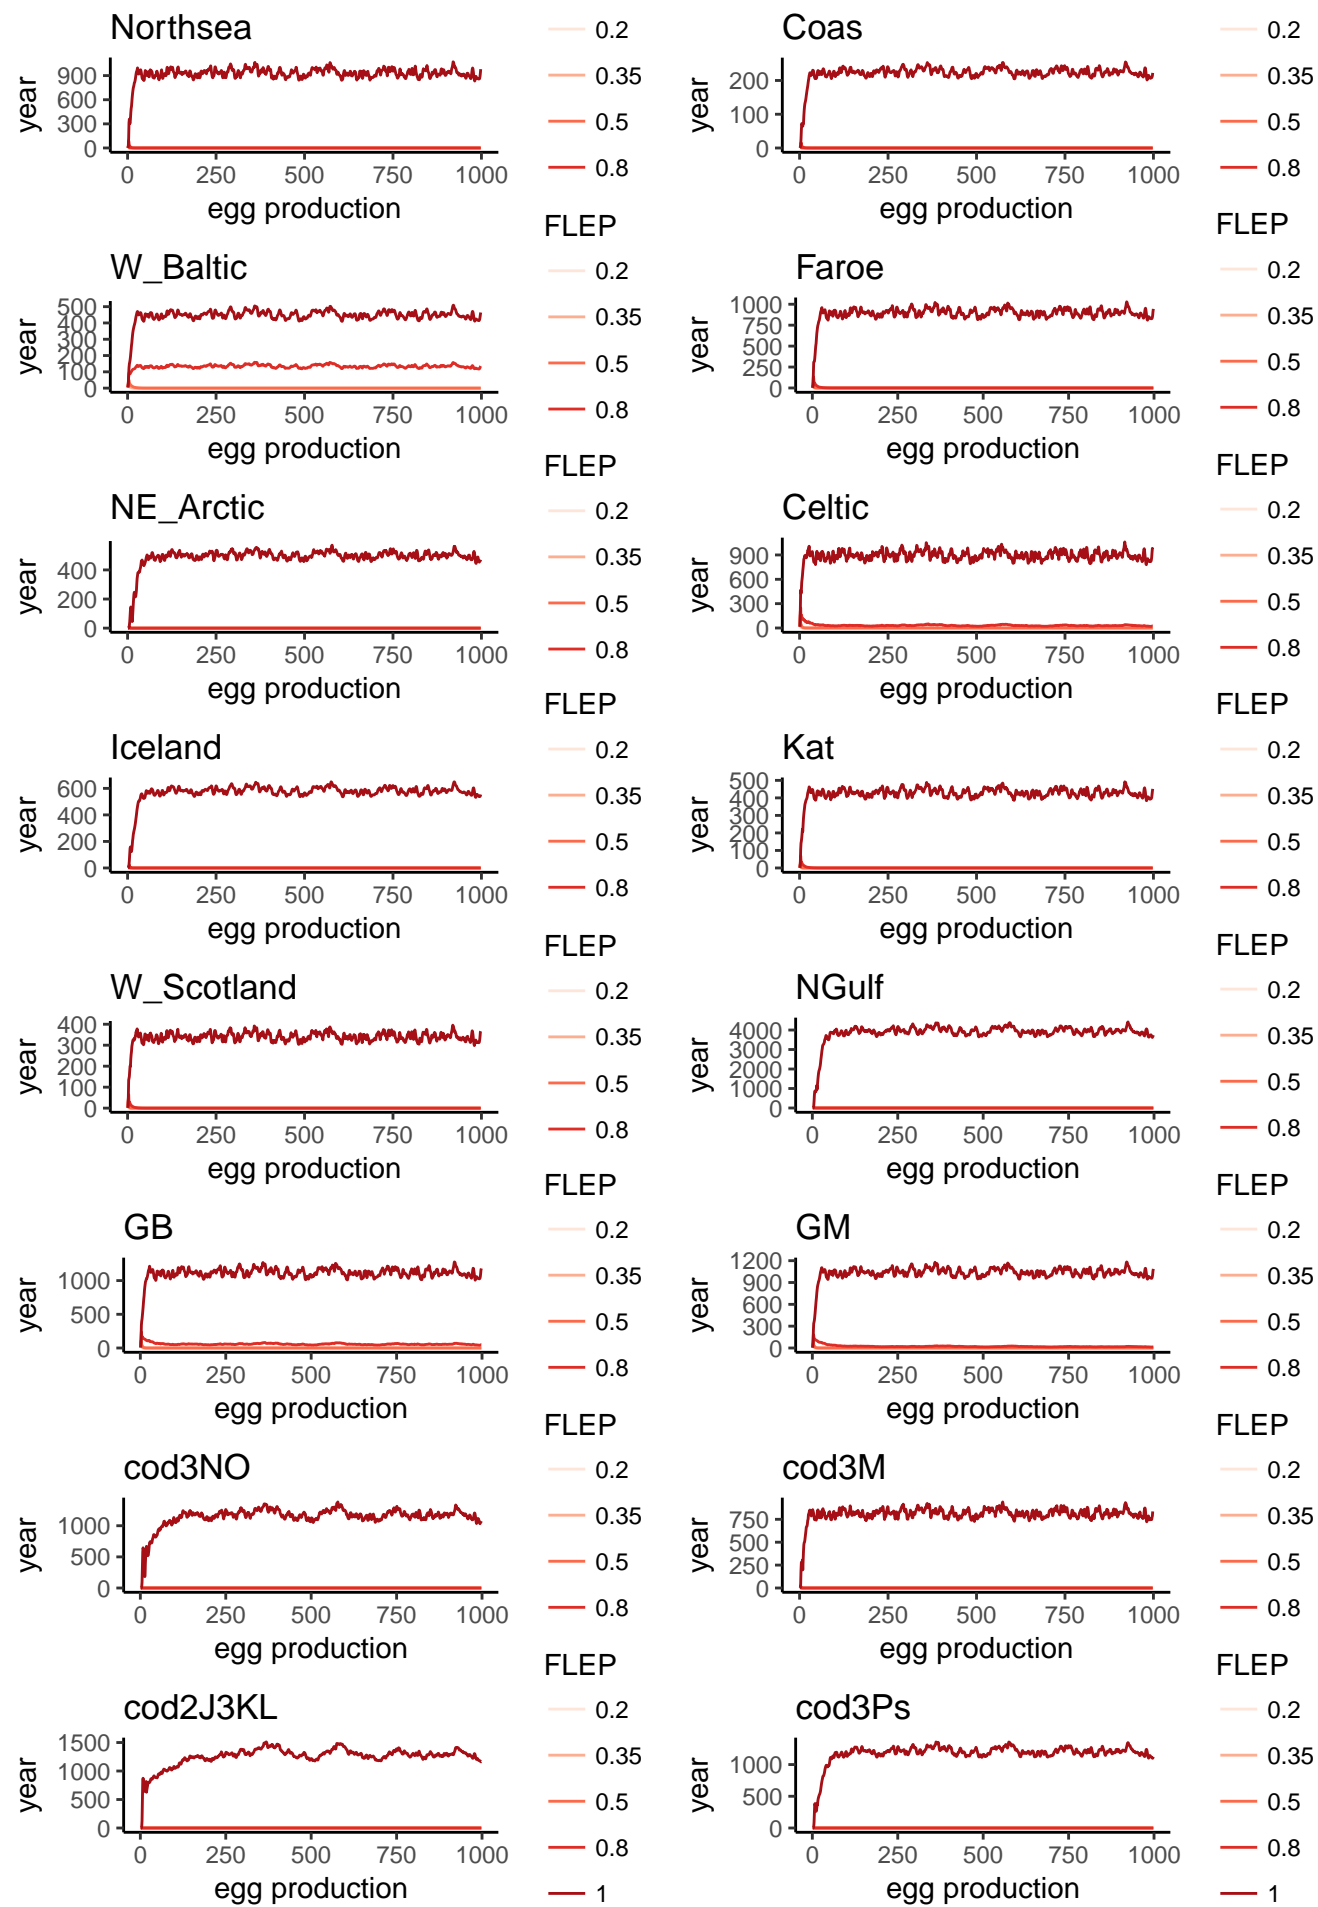 Northsea
year
900
600
300
0
0 250 500 750 1000
egg production
0.2
0.35
0.5
0.8
Coas
year
200
100
0
0 250 500 750 1000
egg production
0.2
0.35
0.5
0.8
W_Baltic
year
500
400
300
200
100
0
0 250 500 750 1000
egg production
FLEP
0.2
0.35
0.5
0.8
Faroe
year
1000
750
500
250
0
0 250 500 750 1000
egg production
FLEP
0.2
0.35
0.5
0.8
NE_Arctic
year
400
200
0
0 250 500 750 1000
egg production
FLEP
0.2
0.35
0.5
0.8
Celtic
year
900
600
300
0
0 250 500 750 1000
egg production
FLEP
0.2
0.35
0.5
0.8
Iceland
year
600
400
200
0
0 250 500 750 1000
egg production
FLEP
0.2
0.35
0.5
0.8
Kat
year
500
400
300
200
100
0
0 250 500 750 1000
egg production
FLEP
0.2
0.35
0.5
0.8
W_Scotland
year
400
300
200
100
0
0 250 500 750 1000
egg production
FLEP
0.2
0.35
0.5
0.8
NGulf
year
4000
3000
2000
1000
0
0 250 500 750 1000
egg production
FLEP
0.2
0.35
0.5
0.8
GB
year
1000
500
0
0 250 500 750 1000
egg production
FLEP
0.2
0.35
0.5
0.8
GM
year
1200
900
600
300
0
0 250 500 750 1000
egg production
FLEP
0.2
0.35
0.5
0.8
cod3NO
year
1000
500
0
0 250 500 750 1000
egg production
FLEP
0.2
0.35
0.5
0.8
cod3M
year
750
500
250
0
0 250 500 750 1000
egg production
FLEP
0.2
0.35
0.5
0.8
cod2J3KL
year
1500
1000
500
0
0 250 500 750 1000
egg production
FLEP
0.2
0.35
0.5
0.8
1
cod3Ps
year
1000
500
0
0 250 500 750 1000
egg production
FLEP
0.2
0.35
0.5
0.8
1